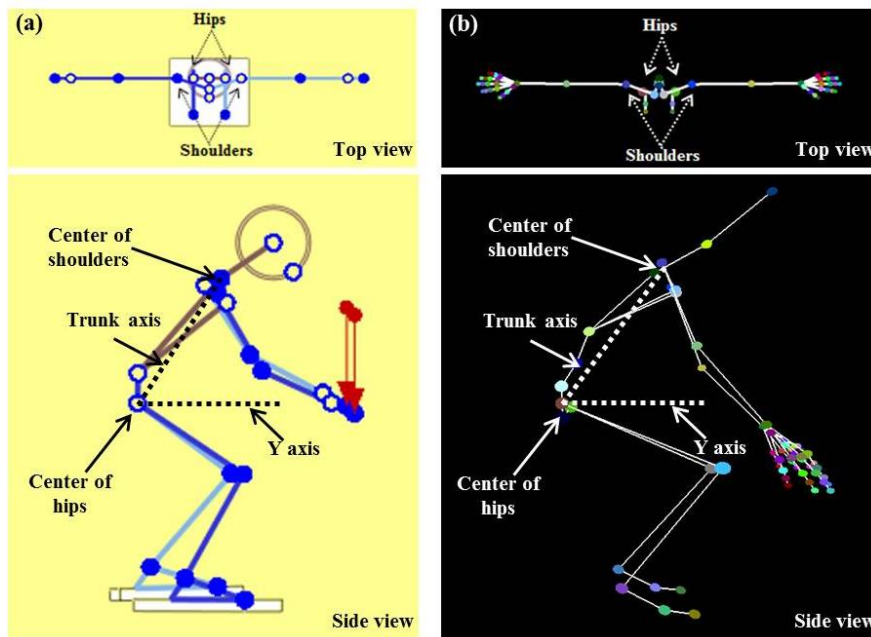 (a)
Hips
Shoulders
Top view
Center of
shoulders
Trunk axis
Y axis
Center of
hips
Side view
(b)
Hips
Shoulders
Top view
Center of
shoulders
Trunk axis
Y axis
Center of
hips
Side view